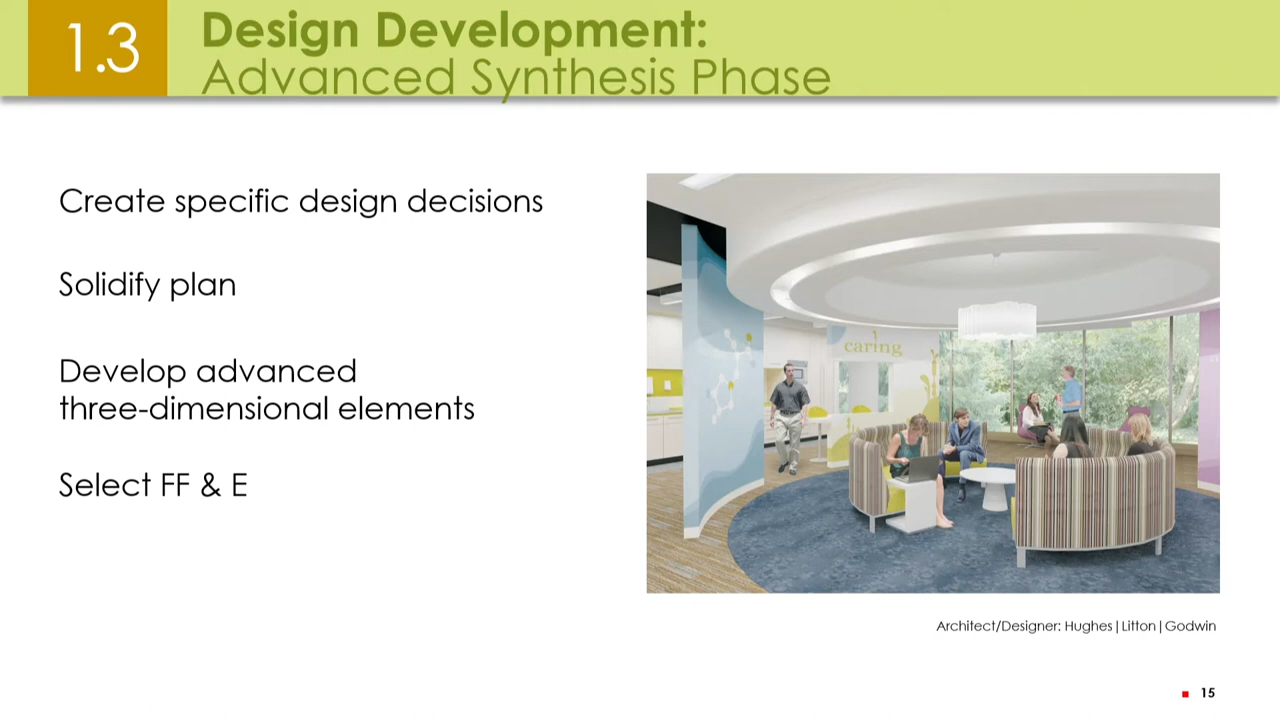 1.3
Design Development:
Advanced Synthesis Phase
Create specific design decisions
Solidify plan
Develop advanced
three-dimensional elements
Select FF & E
caring
Architect/Designer: Hughes|Litton|Godwin
15